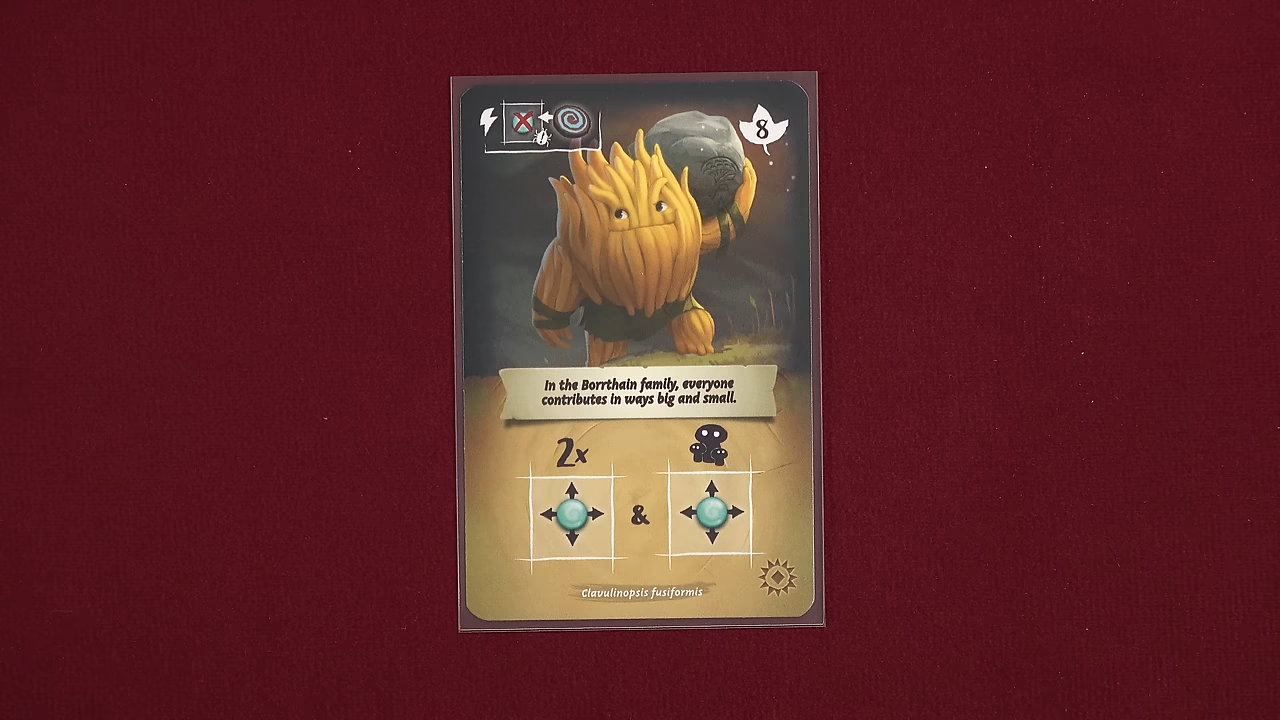 8
In the Borrthain family, everyone
contributes in ways big and small.
2x
&
Clavulinopsis fusiformis